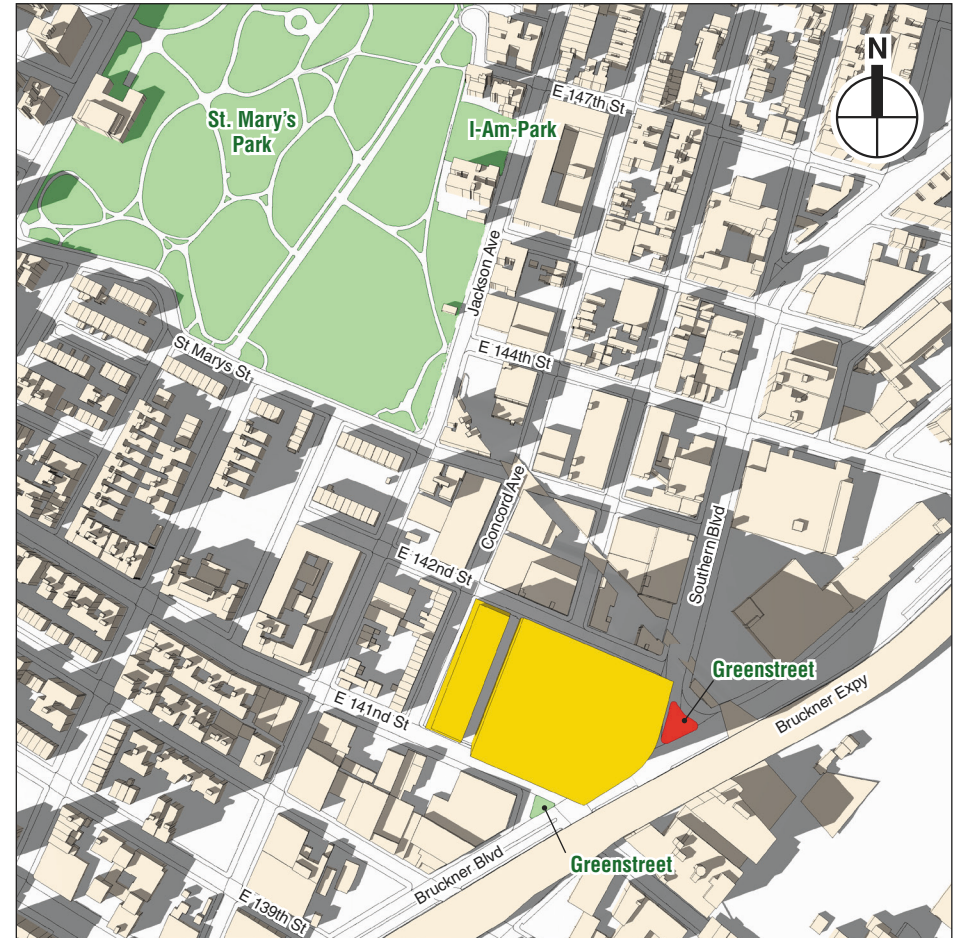 N
E 147th St
St. Mary's
Park
I-Am-Park
Jackson Ave
St Marys St
E 144th St
Concord Ave
Southern Blvd
E 142nd St
Greenstreet
Bruckner Expy
E 141nd St
Greenstreet
Bruckner Blvd
E 139th St